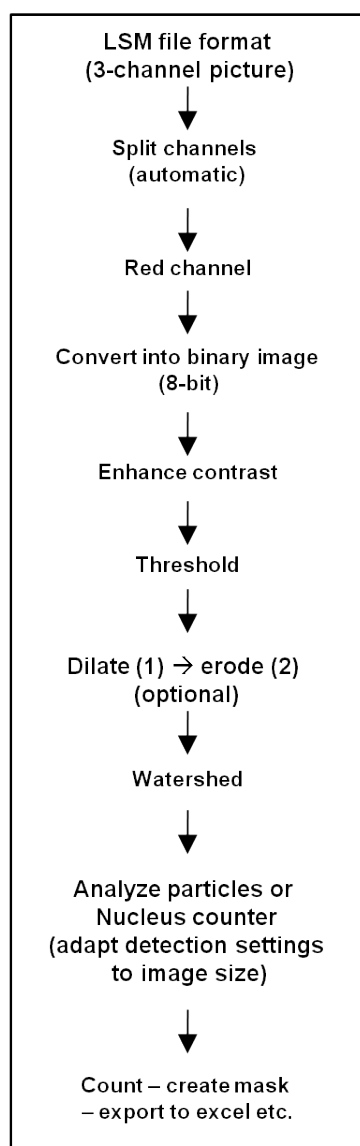 LSM file format
(3-channel picture)
Split channels
(automatic)
Red channel
Convert into binary image
(8-bit)
Enhance contrast
Threshold
Dilate (1) → erode (2)
(optional)
Watershed
Analyze particles or
Nucleus counter
(adapt detection settings
to image size)
Count – create mask
– export to excel etc.